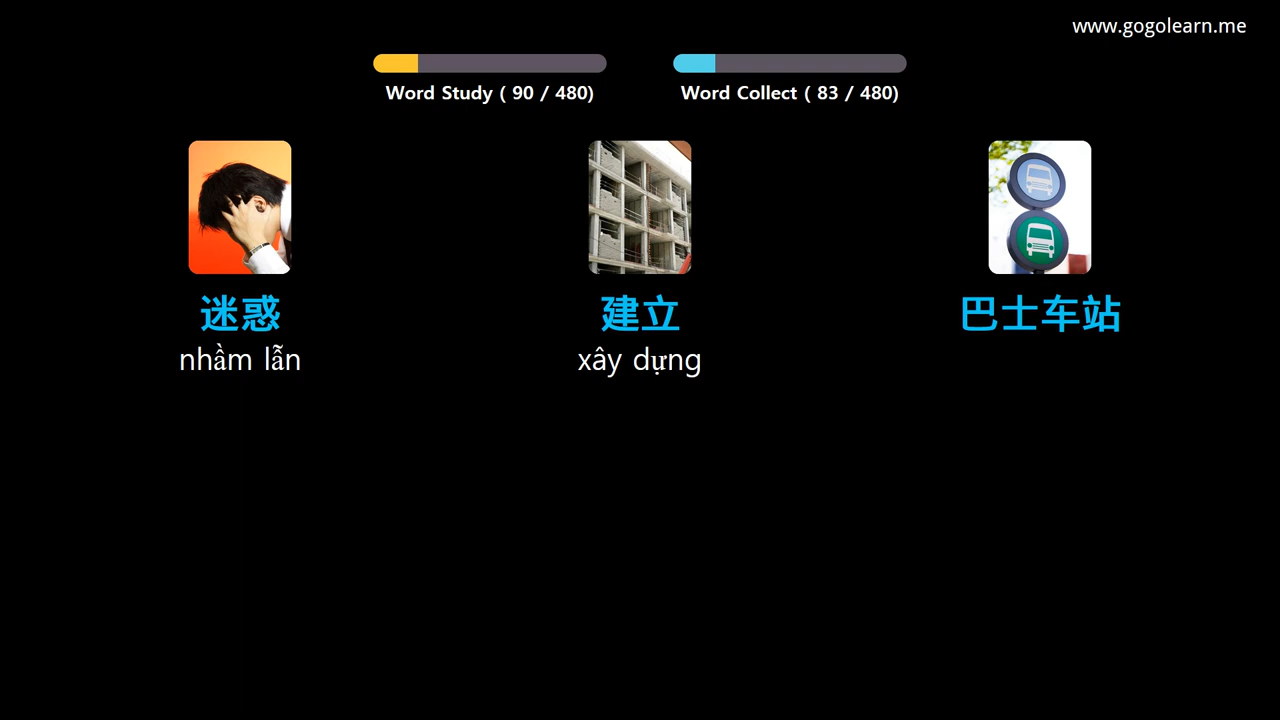 www.gogolearn.me
Word Study ( 90 / 480)
Word Collect ( 83 / 480)
迷惑
nhầm lẫn
建立
xây dựng
巴士车站